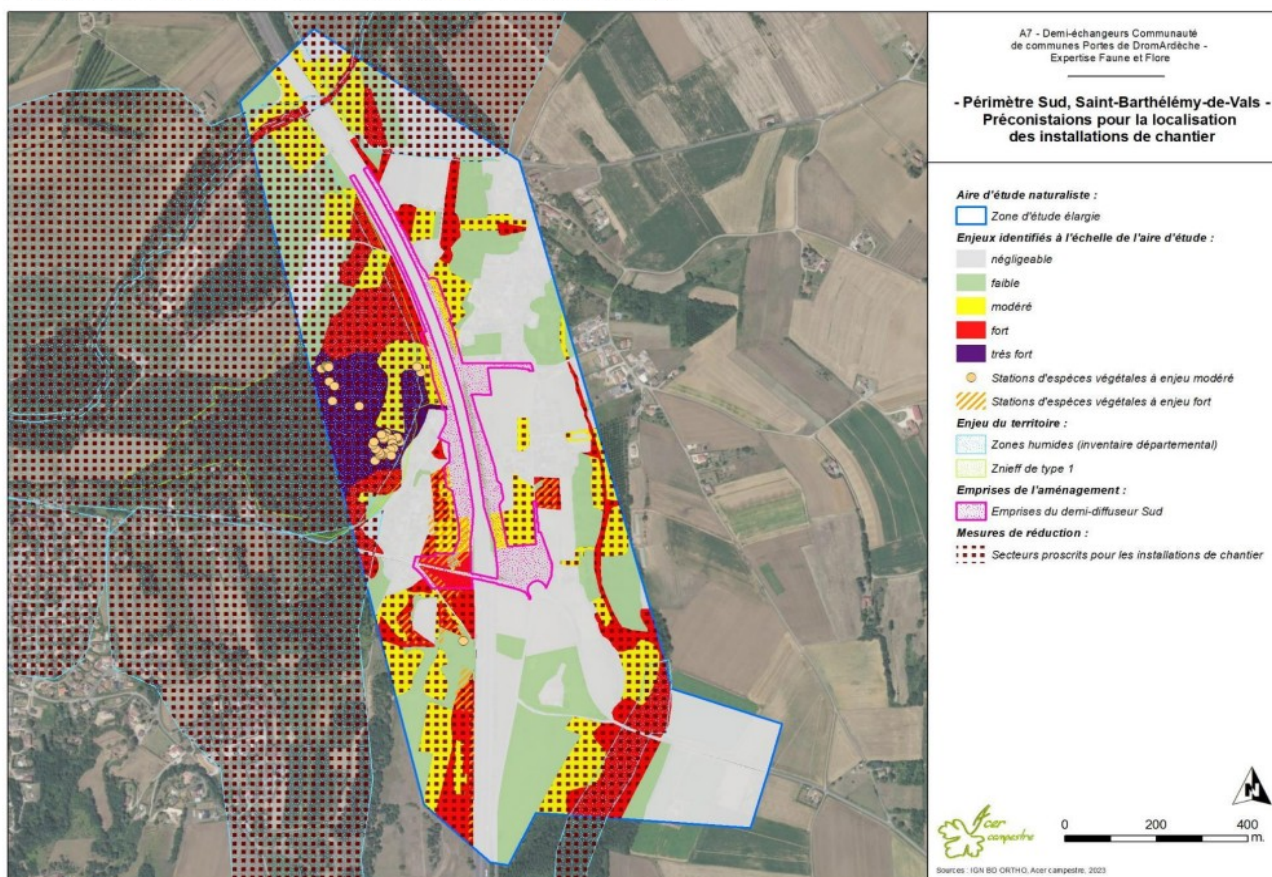 A7 - Demi-échangeurs Communauté
de communes Portes de DromArdèche -
Expertise Faune et Flore
- Périmètre Sud, Saint-Barthélémy-de-Vals -
Préconistaions pour la localisation
des installations de chantier
Aire d'étude naturaliste :
Zone d'étude élargie
Enjeux identifiés à l'échelle de l'aire d'étude :
négligeable
faible
modéré
fort
très fort
Stations d'espèces végétales à enjeu modéré
Stations d'espèces végétales à enjeu fort
Enjeu du territoire :
Zones humides (inventaire départemental)
Znieff de type 1
Emprises de l'aménagement :
Emprises du demi-diffuseur Sud
Mesures de réduction :
Secteurs proscrits pour les installations de chantier
N
Acer
campestre
0 200 400
m.
Sources : IGN BD ORTHO, Acer campestre, 2023